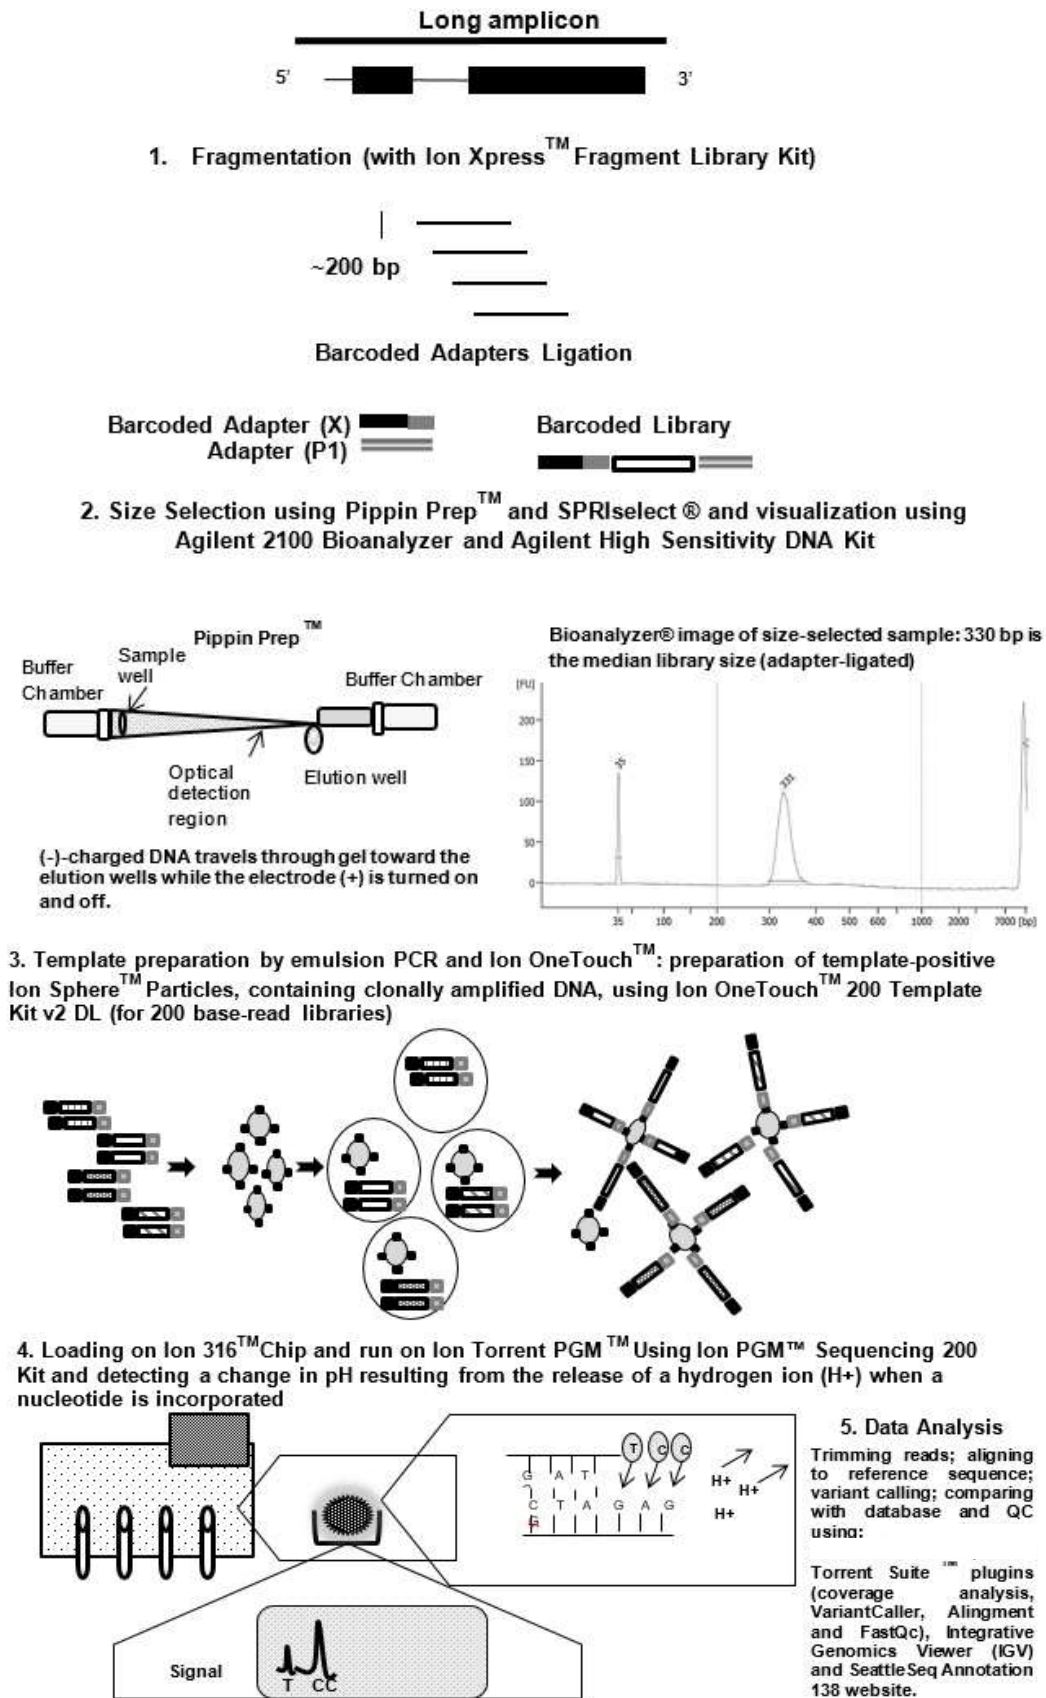 Long amplicon
5' 3'
1. Fragmentation (with Ion Xpress™ Fragment Library Kit)
~200 bp
Barcoded Adapters Ligation
Barcoded Adapter (X)
Adapter (P1)
Barcoded Library
2. Size Selection using Pippin Prep™ and SPRIselect ® and visualization using
Agilent 2100 Bioanalyzer and Agilent High Sensitivity DNA Kit
Pippin Prep™
Sample
well
Buffer
Chamber
Buffer Chamber
Optical
detection
region
Elution well
(-)-charged DNA travels through gel toward the
elution wells while the electrode (+) is turned on
and off.
Bioanalyzer® image of size-selected sample: 330 bp is
the median library size (adapter-ligated)
[FU]
200
150
100
50
0
35
331
35 100 200 300 400 500 600 1000 2000 7000 [bp]
3. Template preparation by emulsion PCR and Ion OneTouch™: preparation of template-positive
Ion Sphere™ Particles, containing clonally amplified DNA, using Ion OneTouch™ 200 Template
Kit v2 DL (for 200 base-read libraries)
4. Loading on Ion 316™Chip and run on Ion Torrent PGM™ Using Ion PGM™ Sequencing 200
Kit and detecting a change in pH resulting from the release of a hydrogen ion (H+) when a
nucleotide is incorporated
T C C
G A T
C T A G A G
G
H+
H+
H+
Signal
T CC
5. Data Analysis
Trimming reads; aligning
to reference sequence;
variant calling; comparing
with database and QC
using:
Torrent Suite ™ plugins
(coverage analysis,
VariantCaller, Alingment
and FastQc), Integrative
Genomics Viewer (IGV)
and SeattleSeq Annotation
138 website.